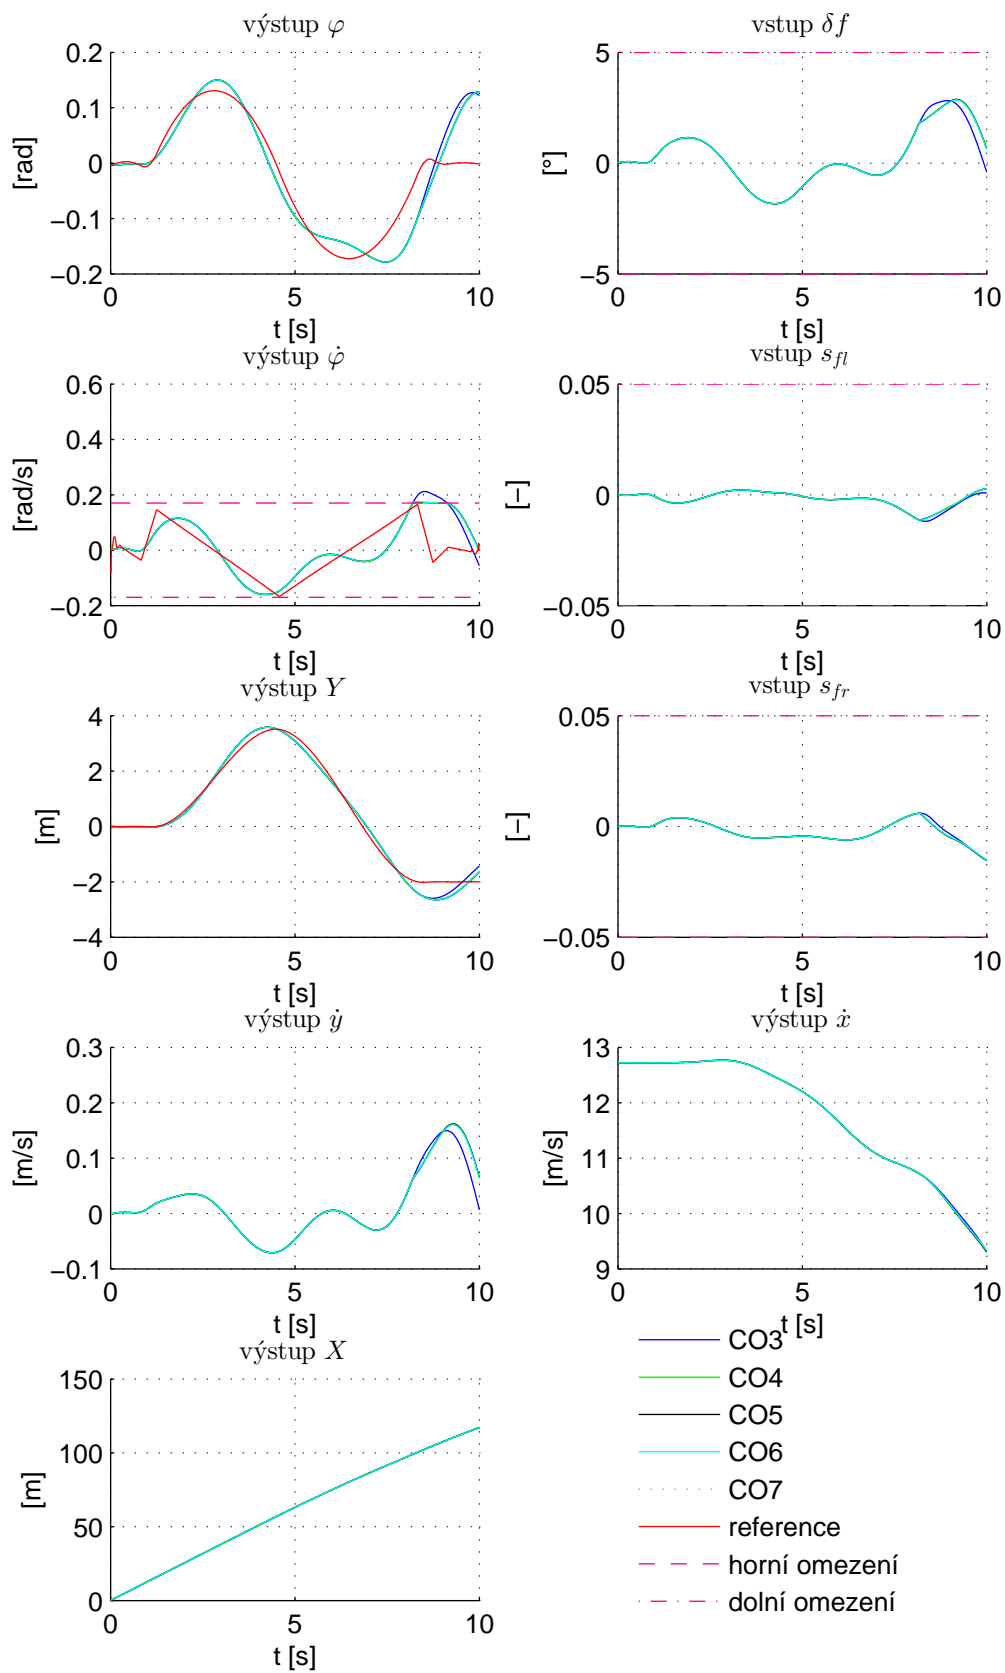 výstup φ
0.2
0.1
0
−0.1
−0.2
[rad]
0 5 10
t [s]
vstup δf
5
0
−5
[°]
0 5 10
výstup φ̇
0.6
0.4
0.2
0
−0.2
[rad/s]
0 5 10
t [s]
vstup s_fl
0.05
0
−0.05
[−]
0 5 10
výstup Y
4
2
0
−2
−4
[m]
0 5 10
t [s]
vstup s_fr
0.05
0
−0.05
[−]
0 5 10
výstup ẏ
0.3
0.2
0.1
0
−0.1
[m/s]
0 5 10
t [s]
výstup ẋ
13
12
11
10
9
[m/s]
0 5 10
t [s]
výstup X
150
100
50
0
[m]
0 5 10
t [s]
CO3
CO4
CO5
CO6
CO7
reference
horní omezení
dolní omezení